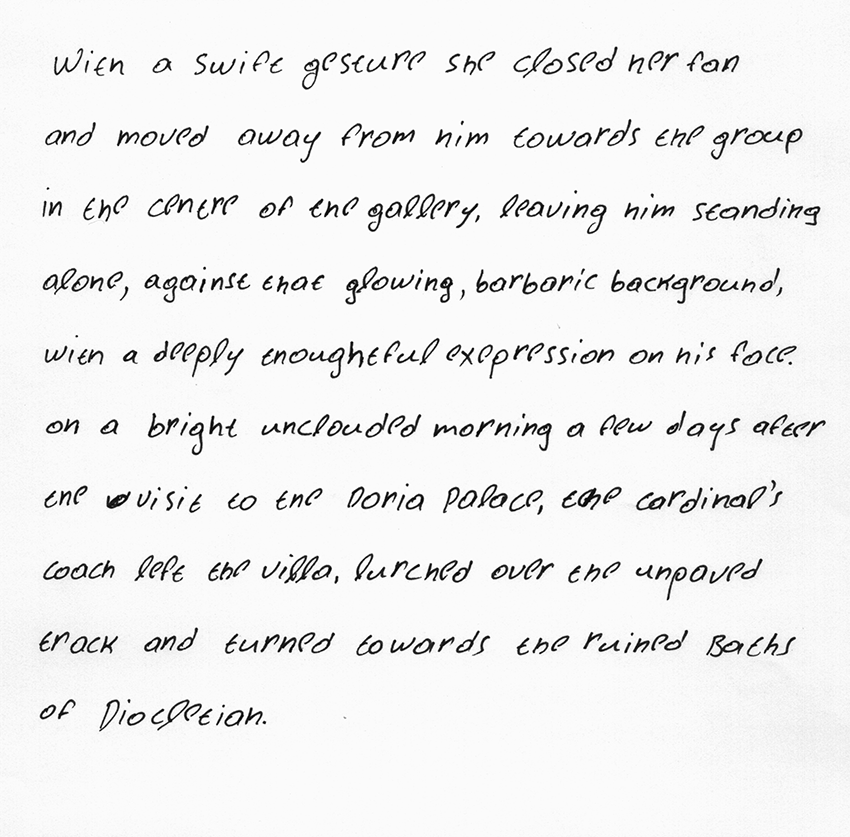 With a swift gesture she closed her fan
and moved away from him towards the group
in the centre of the gallery, leaving him standing
alone, against that glowing, barbaric background,
with a deeply thoughtful exepression on his face.
on a bright unclouded morning a few days after
the visit to the Doria Palace, the cardinal's
coach left the villa, lurched over the unpaved
track and turned towards the ruined Baths
of Diocletian.